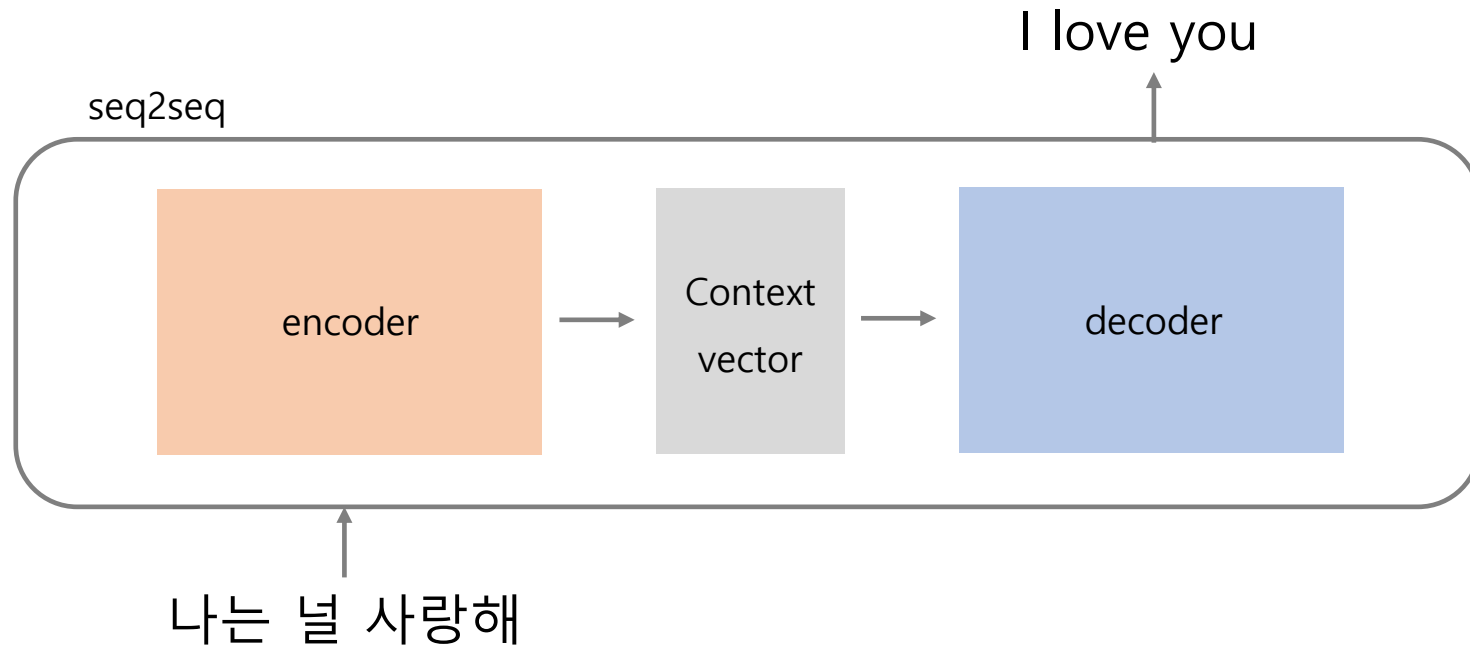 I love you
seq2seq
encoder
Context
vector
decoder
나는 널 사랑해